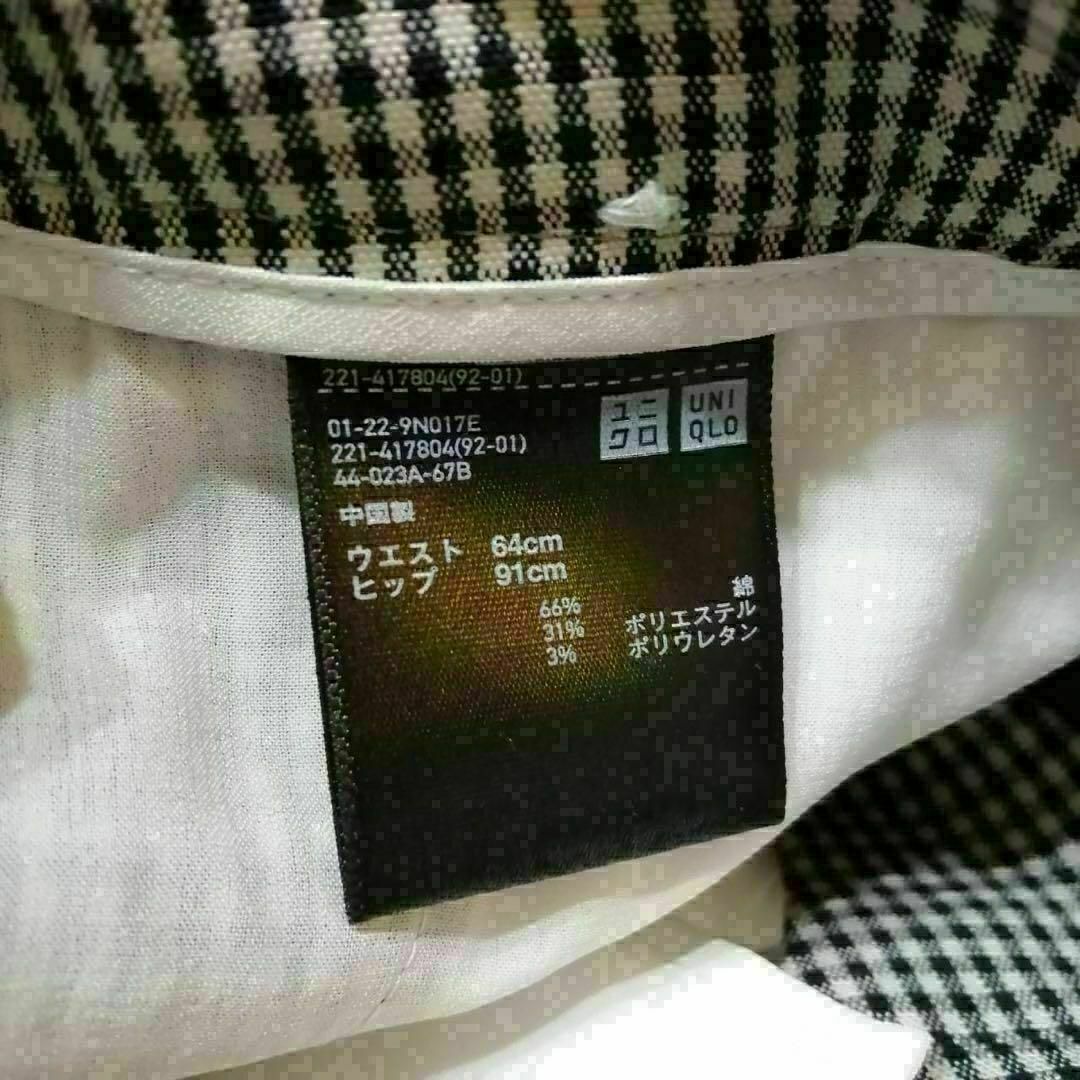 221-417804(92-01)
01-22-9N017E
221-417804(92-01)
44-023A-67B
ユニ
クロ
UNI
QLO
中国製
ウエスト 64cm
ヒップ 91cm
66% 綿
31% ポリエステル
3% ポリウレタン